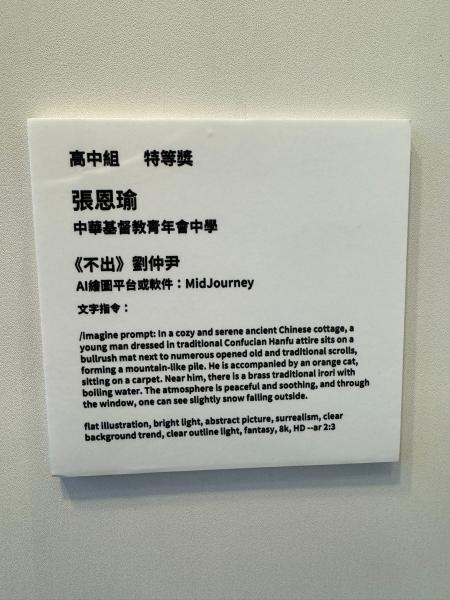 高中組 特等獎
張恩瑜
中華基督教青年會中學
《不出》劉仲尹
AI繪圖平台或軟件：MidJourney
文字指令：
/imagine prompt: In a cozy and serene ancient Chinese cottage, a
young man dressed in traditional Confucian Hanfu attire sits on a
bullrush mat next to numerous opened old and traditional scrolls,
forming a mountain-like pile. He is accompanied by an orange cat,
sitting on a carpet. Near him, there is a brass traditional irori with
boiling water. The atmosphere is peaceful and soothing, and through
the window, one can see slightly snow falling outside.
flat illustration, bright light, abstract picture, surrealism, clear
background trend, clear outline light, fantasy, 8k, HD --ar 2:3